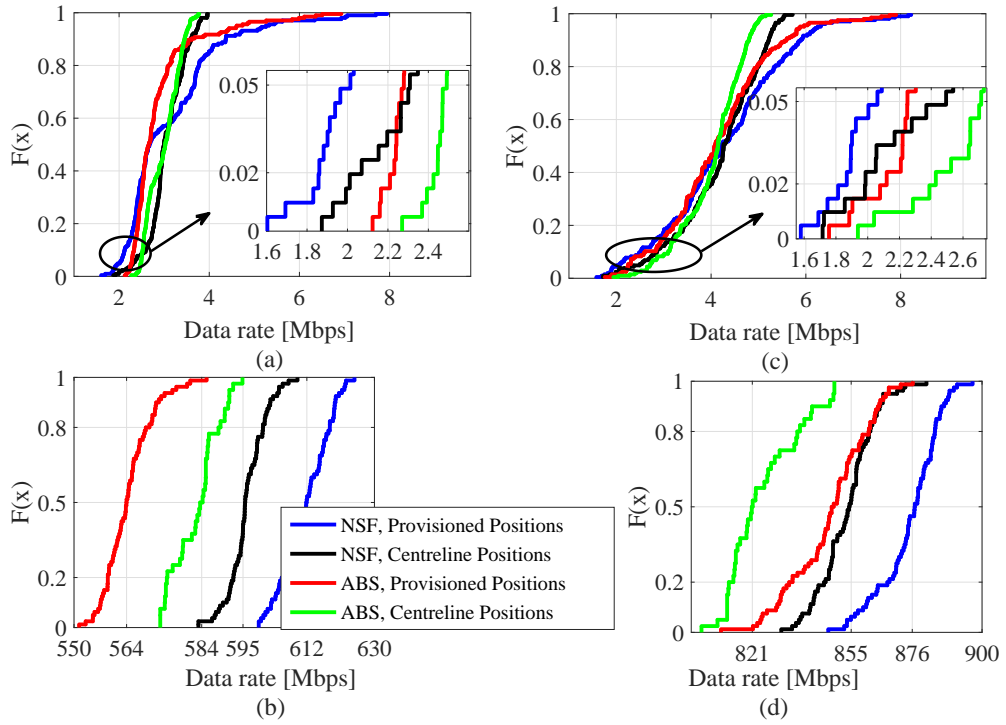 1
0.8
0.6
0.4
0.2
0
F(x)
0.05
0.02
0
1.6 1.8 2 2.2 2.4
2 4 6 8
Data rate [Mbps]
(a)
1
0.8
0.6
0.4
0.2
0
F(x)
0.05
0.02
0
1.6 1.8 2 2.2 2.4 2.6
2 4 6 8
Data rate [Mbps]
(c)
1
0.8
0.5
0.2
0
F(x)
550 564 584 595 612 630
Data rate [Mbps]
(b)
NSF, Provisioned Positions
NSF, Centreline Positions
ABS, Provisioned Positions
ABS, Centreline Positions
1
0.8
0.5
0.2
0
F(x)
821 855 876 900
Data rate [Mbps]
(d)